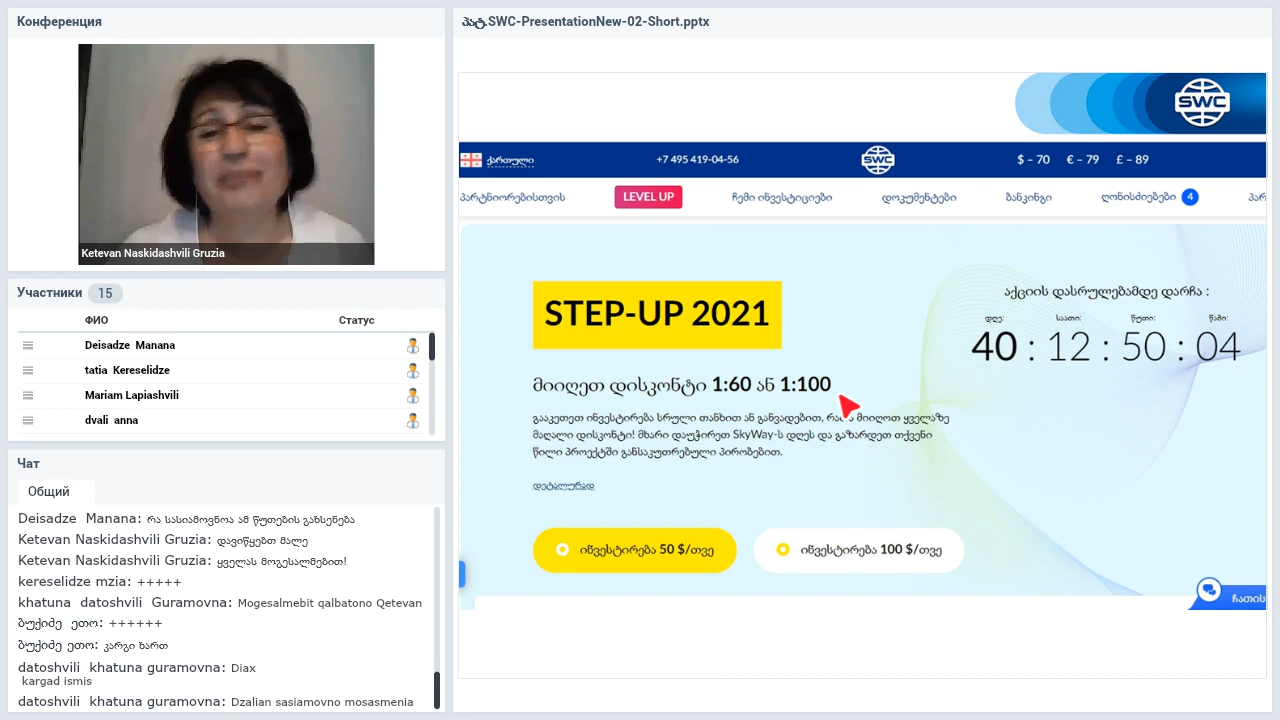 Конференция
Ketevan Naskidashvili Gruzia
Участники 15
ФИО Статус
Deisadze Manana
tatia Kereselidze
Mariam Lapiashvili
dvali anna
Чат
Общий
Deisadze Manana: რა სასიამოვნოა ამ წუთების გახსენება
Ketevan Naskidashvili Gruzia: დავიწყებთ მალე
Ketevan Naskidashvili Gruzia: ყველას მოგესალმებით!
kereselidze mzia: +++++
khatuna datoshvili Guramovna: Mogesalmebit qalbatono Qetevan
ბუქიძე ეთო: ++++++
ბუქიძე ეთო: კარგი ხართ
datoshvili khatuna guramovna: Diax
kargad ismis
datoshvili khatuna guramovna: Dzalian sasiamovno mosasmenia
პატ.SWC-PresentationNew-02-Short.pptx
SWC
ქართული +7 495 419-04-56 SWC $ – 70 € – 79 £ – 89
პარტნიორებისთვის LEVEL UP ჩემი ინვესტიციები დოკუმენტები ბანკინგი ღონისძიებები 4 პარ
STEP-UP 2021
მიიღეთ დისკონტი 1:60 ან 1:100
გააკეთეთ ინვესტირება სრული თანხით ან განვადებით, მიიღოთ ყველაზე
მაღალი დისკონტი! მხარი დაუჭირეთ SkyWay-ს დღეს და გაზარდეთ თქვენი
წილი პროექტში განსაკუთრებული პირობებით.
დეტალურად
ინვესტირება 50 $/თვე
ინვესტირება 100 $/თვე
აქციის დასრულებამდე დარჩა :
დღე: საათი: წუთი: წამი:
40 : 12 : 50 : 04
ჩათის